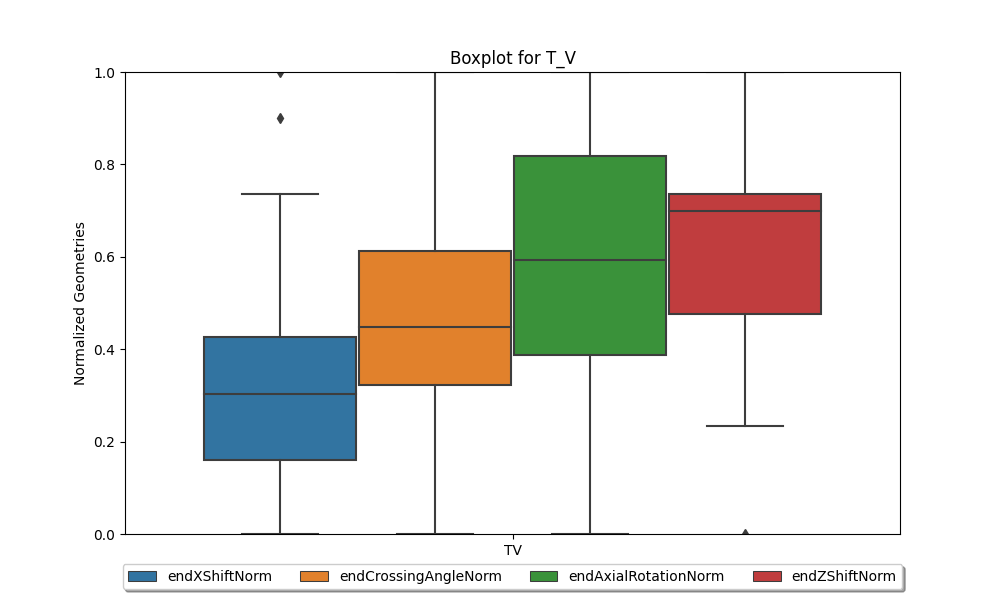 Boxplot for T_V
1.0
0.8
0.6
0.4
0.2
0.0
Normalized Geometries
TV
endXShiftNorm endCrossingAngleNorm endAxialRotationNorm endZShiftNorm